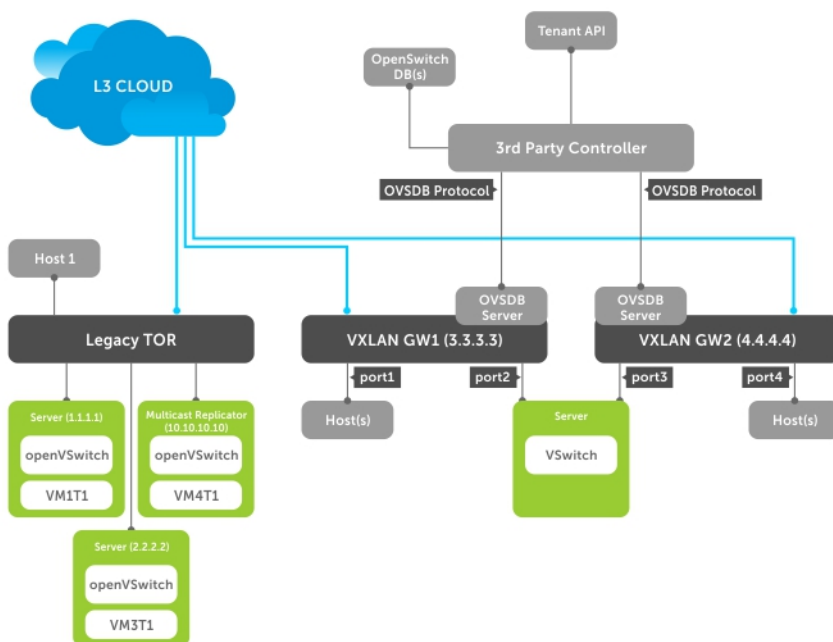 Tenant API
OpenSwitch
DB(s)
L3 CLOUD
3rd Party Controller
OVSDB Protocol
OVSDB Protocol
Host 1
OVSDB
Server
OVSDB
Server
Legacy TOR
VXLAN GW1 (3.3.3.3)
VXLAN GW2 (4.4.4.4)
port1
port2
port3
port4
Server (1.1.1.1)
openVSwitch
VM1T1
Multicast Replicator
(10.10.10.10)
openVSwitch
VM4T1
Host(s)
Server
VSwitch
Host(s)
Server (2.2.2.2)
openVSwitch
VM3T1